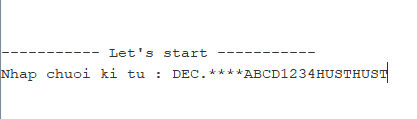 ----------- Let's start -----------
Nhap chuoi ki tu : DEC.****ABCD1234HUSTHUST